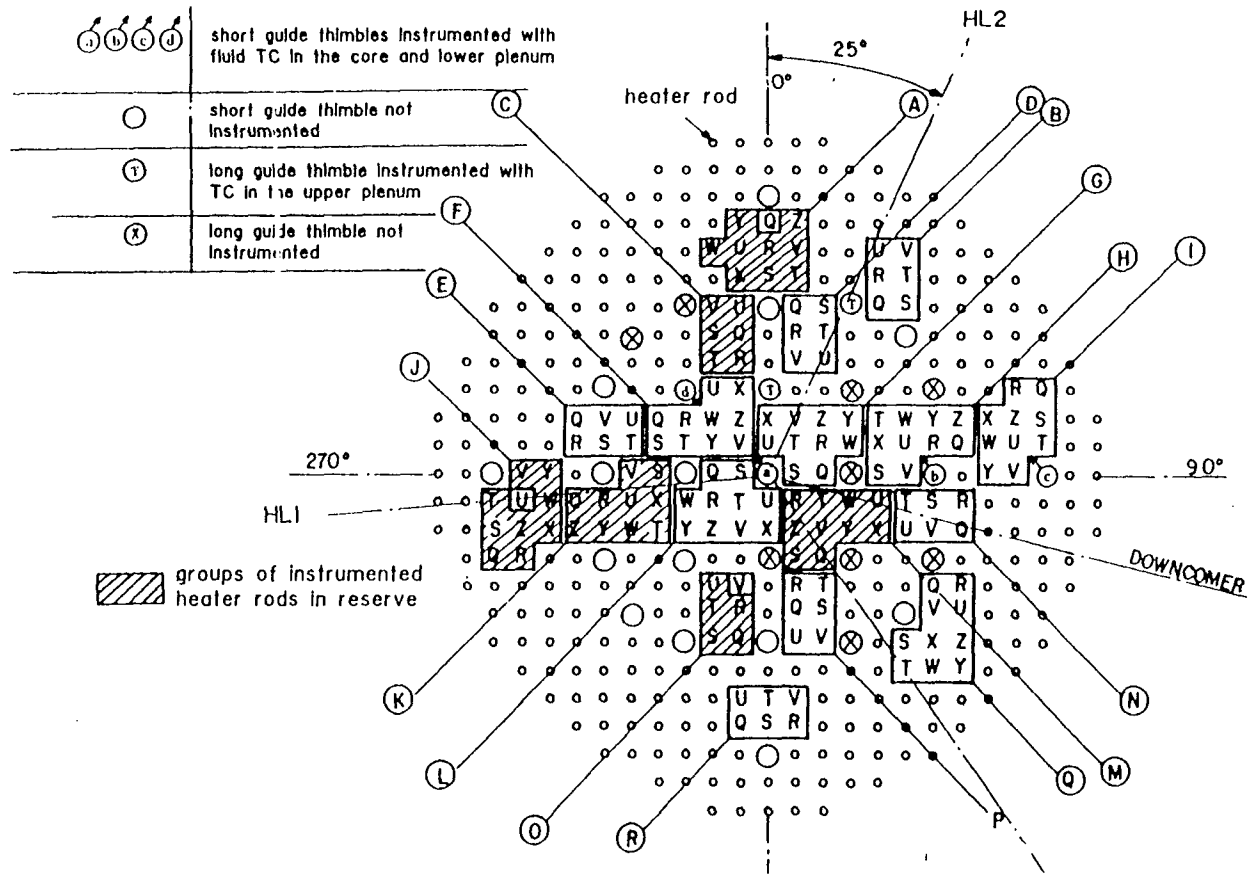 a b c d short guide thimbles instrumented with
fluid TC in the core and lower plenum
short guide thimble not
instrumented
T long guide thimble instrumented with
TC in the upper plenum
X long guide thimble not
instrumented
HL2
25°
0°
heater rod
C A D B
F G
E H I
J
Y Q Z
W U R V
X S T
U V
R T
Q S
V U Q S T
S Q R T
T R V U
d U X T
R Q
Q V U Q R W Z X V Z Y T W Y Z X Z S
R S T S T Y V U T R W X U R Q W U T
270° V Y V S Q S a S Q S V b Y V c 90°
HL1
T U W Q R U X W R T U R T W U T S R
S Z X Z Y W T Y Z V X Z V Y X U V Q
Q R S Q
DOWNCOMER
groups of instrumented
heater rods in reserve
U V R T Q R
T R Q S V U
S Q U V S X Z
T W Y
U T V
Q S R
K N
L Q M
O R P